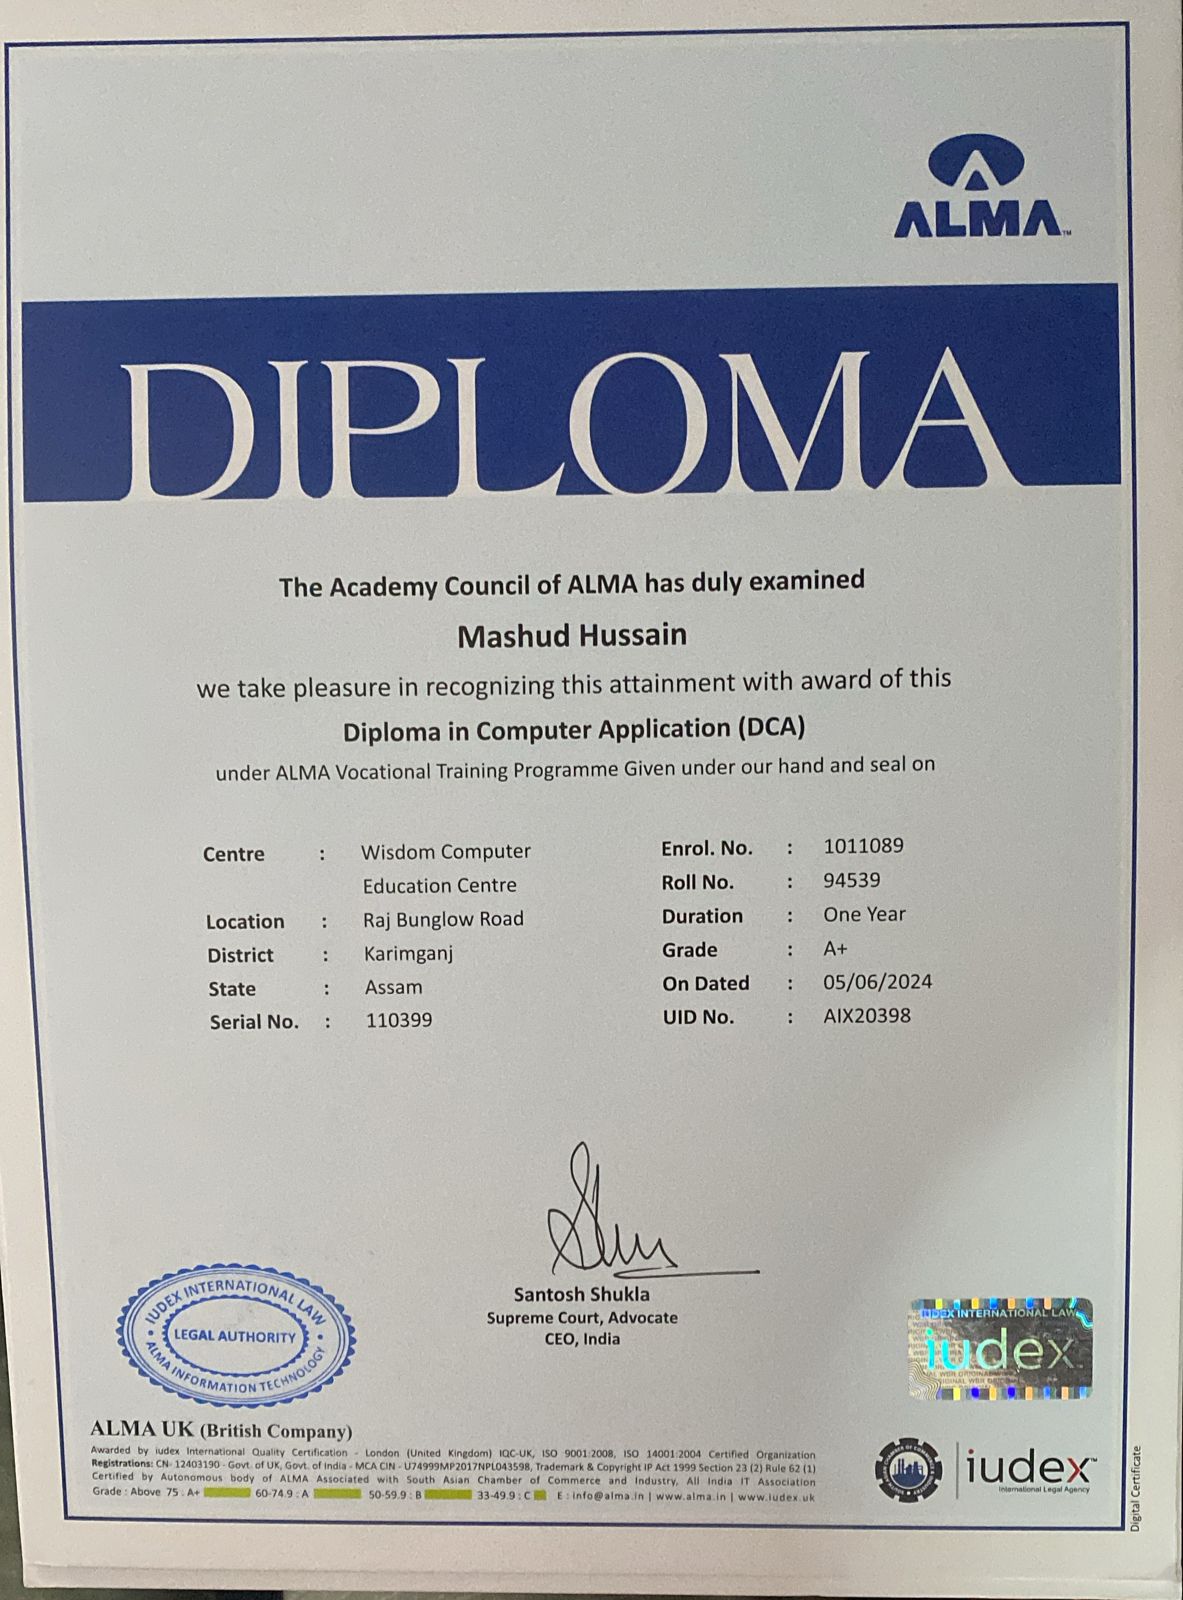 ALMA™
DIPLOMA
The Academy Council of ALMA has duly examined
Mashud Hussain
we take pleasure in recognizing this attainment with award of this
Diploma in Computer Application (DCA)
under ALMA Vocational Training Programme Given under our hand and seal on
Centre : Wisdom Computer
Education Centre
Location : Raj Bunglow Road
District : Karimganj
State : Assam
Serial No. : 110399
Enrol. No. : 1011089
Roll No. : 94539
Duration : One Year
Grade : A+
On Dated : 05/06/2024
UID No. : AIX20398
Santosh Shukla
Supreme Court, Advocate
CEO, India
IUDEX INTERNATIONAL LAW
LEGAL AUTHORITY
ALMA INFORMATION TECHNOLOGY
IUDEX INTERNATIONAL LAW
iudex
ALMA UK (British Company)
Awarded by iudex International Quality Certification - London (United Kingdom) IQC-UK, ISO 9001:2008, ISO 14001:2004 Certified Organization
Registrations: CN- 12403190 - Govt. of UK, Govt. of India - MCA CIN - U74999MP2017NPL043598, Trademark & Copyright IP Act 1999 Section 23 (2) Rule 62 (1)
Certified by Autonomous body of ALMA Associated with South Asian Chamber of Commerce and Industry, All India IT Association
Grade : Above 75 : A+ 60-74.9 : A 50-59.9 : B 33-49.9 : C E : info@alma.in | www.alma.in | www.iudex.uk
iudex™
International Legal Agency
Digital Certificate